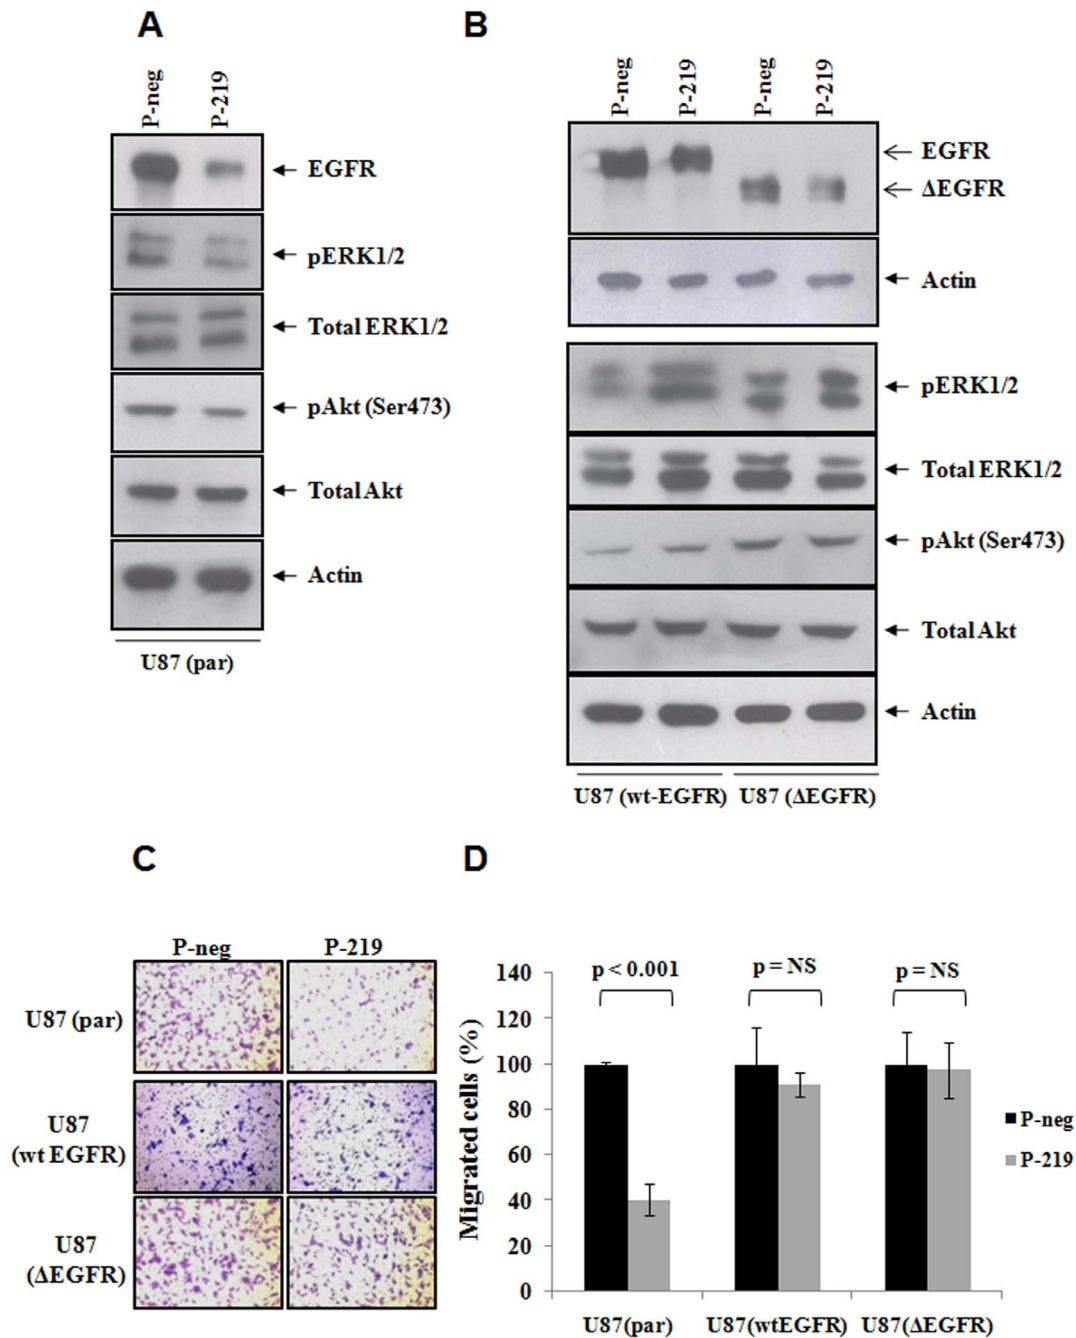 A
P-neg
P-219
EGFR
pERK1/2
Total ERK1/2
pAkt (Ser473)
Total Akt
Actin
U87 (par)
B
P-neg
P-219
P-neg
P-219
EGFR
ΔEGFR
Actin
pERK1/2
Total ERK1/2
pAkt (Ser473)
Total Akt
Actin
U87 (wt-EGFR)
U87 (ΔEGFR)
C
P-neg
P-219
U87 (par)
U87
(wt EGFR)
U87
(ΔEGFR)
D
Migrated cells (%)
140
120
100
80
60
40
20
0
p < 0.001
p = NS
p = NS
P-neg
P-219
U87(par)
U87(wtEGFR)
U87(ΔEGFR)